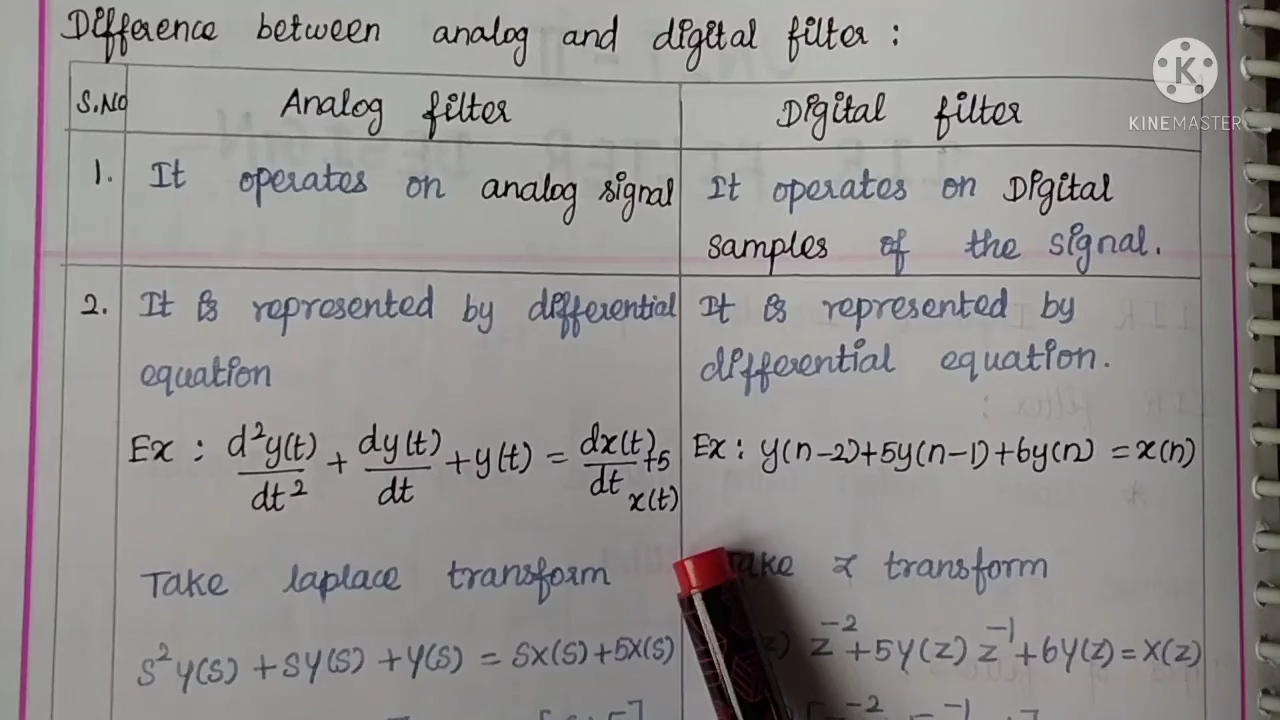 Difference between analog and digital filter :
KINEMASTER
S.No Analog filter Digital filter
1. It operates on analog signal
It operates on Digital
samples of the signal.
2. It is represented by differential
equation
Ex : d²y(t)/dt² + dy(t)/dt + y(t) = dx(t)/dt +5
x(t)
Take laplace transform
S²Y(S) + SY(S) + Y(S) = SX(S) + 5X(S)
It is represented by
differential equation.
Ex : y(n-2)+5y(n-1)+6y(n) = x(n)
Take z transform
z⁻²+5Y(z) z⁻¹+6Y(z) = X(z)